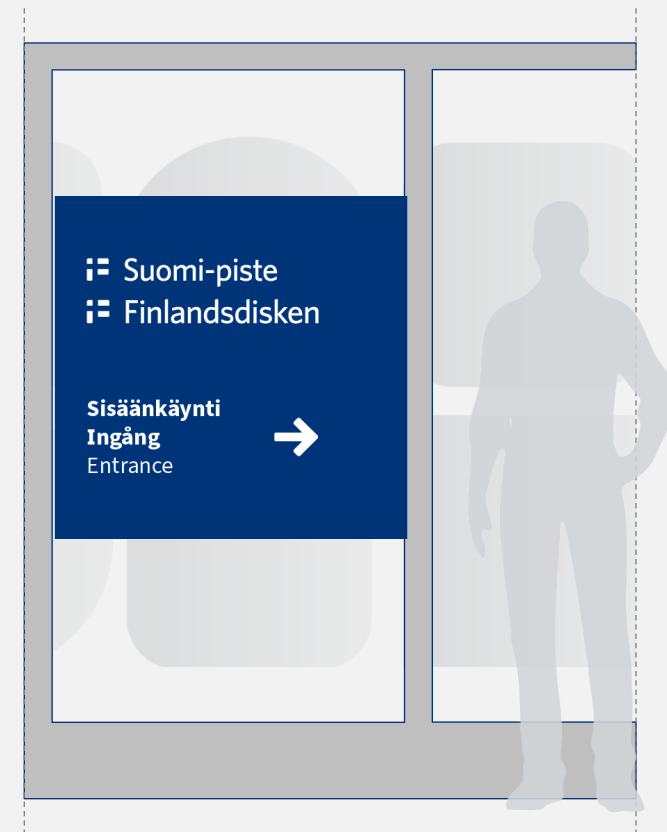 Suomi-piste
Finlandsdisken
Sisäänkäynti
Ingång
Entrance